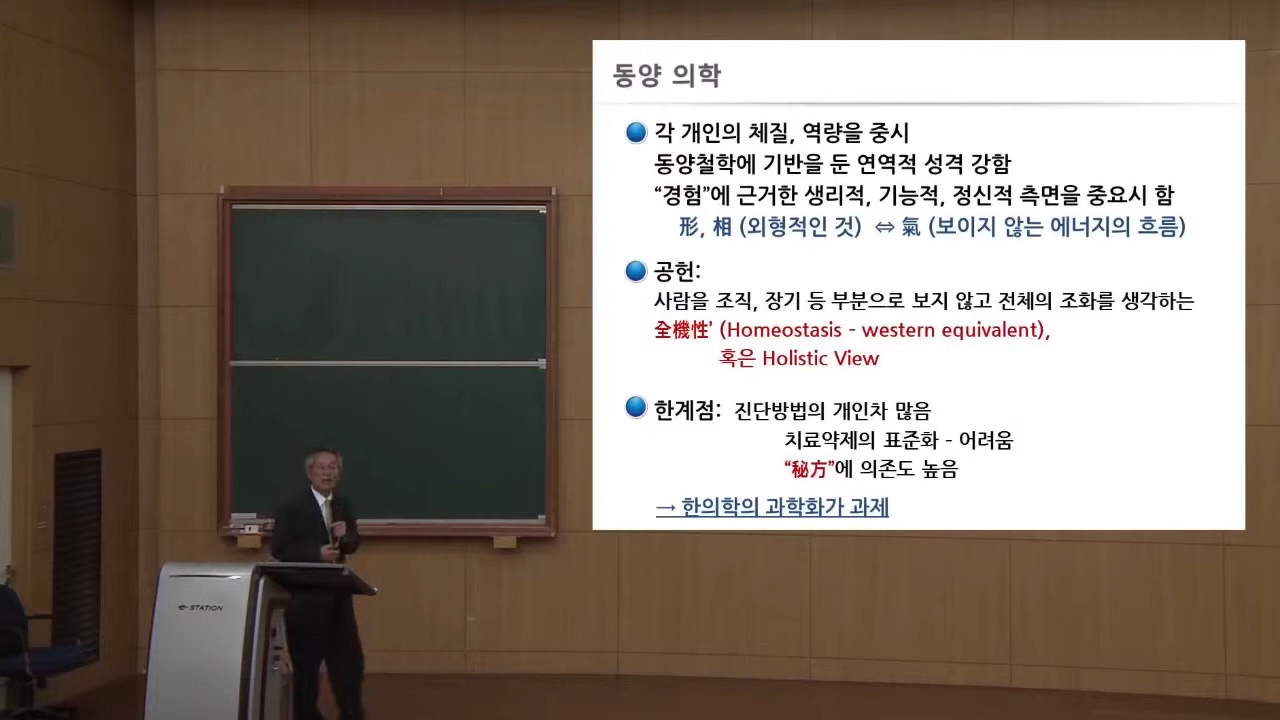 동양 의학
각 개인의 체질, 역량을 중시
동양철학에 기반을 둔 연역적 성격 강함
“경험”에 근거한 생리적, 기능적, 정신적 측면을 중요시 함
形, 相 (외형적인 것) ⇔ 氣 (보이지 않는 에너지의 흐름)
공헌:
사람을 조직, 장기 등 부분으로 보지 않고 전체의 조화를 생각하는
全機性’ (Homeostasis - western equivalent),
혹은 Holistic View
한계점: 진단방법의 개인차 많음
치료약제의 표준화 - 어려움
“秘方”에 의존도 높음
→ 한의학의 과학화가 과제
STATION